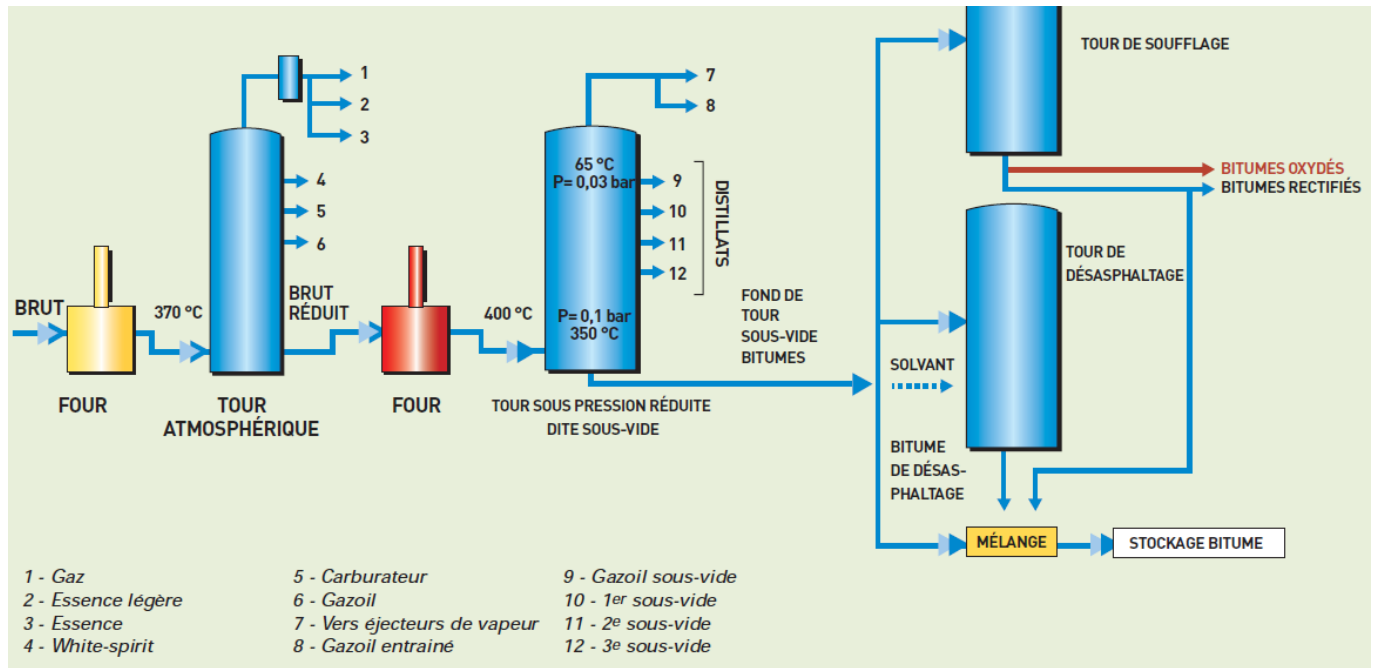 1
2
3
4
5
6
BRUT
370 °C
BRUT
RÉDUIT
FOUR
TOUR
ATMOSPHÉRIQUE
FOUR
400 °C
65 °C
P= 0,03 bar
7
8
9
10
11
12
DISTILLATS
P= 0,1 bar
350 °C
TOUR SOUS PRESSION RÉDUITE
DITE SOUS-VIDE
FOND DE
TOUR
SOUS-VIDE
BITUMES
TOUR DE SOUFFLAGE
BITUMES OXYDÉS
BITUMES RECTIFIÉS
TOUR DE
DÉSASPHALTAGE
SOLVANT
BITUME
DE DÉSAS-
PHALTAGE
MÉLANGE
STOCKAGE BITUME
1 - Gaz
2 - Essence légère
3 - Essence
4 - White-spirit
5 - Carburateur
6 - Gazoil
7 - Vers éjecteurs de vapeur
8 - Gazoil entrainé
9 - Gazoil sous-vide
10 - 1er sous-vide
11 - 2e sous-vide
12 - 3e sous-vide